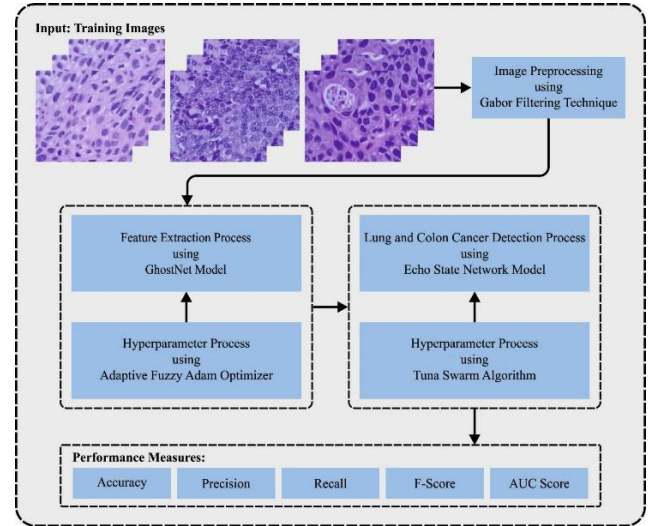 Input: Training Images
Image Preprocessing
using
Gabor Filtering Technique
Feature Extraction Process
using
GhostNet Model
Hyperparameter Process
using
Adaptive Fuzzy Adam Optimizer
Lung and Colon Cancer Detection Process
using
Echo State Network Model
Hyperparameter Process
using
Tuna Swarm Algorithm
Performance Measures:
Accuracy
Precision
Recall
F-Score
AUC Score